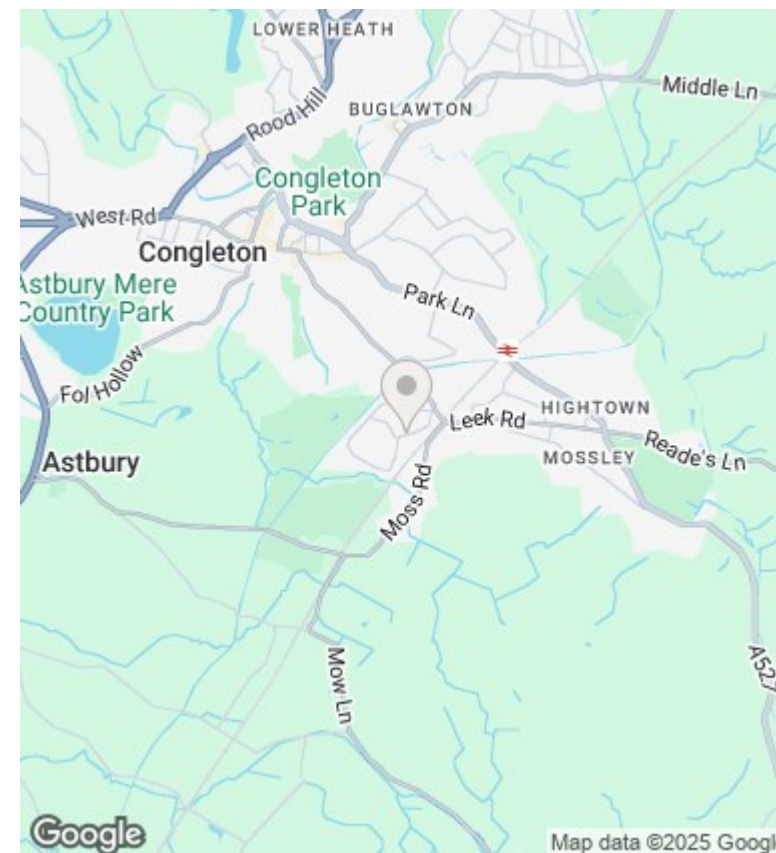 LOWER HEATH
Middle Ln
Rood Hill
BUGLAWTON
Congleton
Park
West Rd
Congleton
Astbury Mere
Country Park
Park Ln
Fol Hollow
HIGHTOWN
Leek Rd
Reade's Ln
MOSSLEY
Astbury
Moss Rd
Mow Ln
A527
Google
Map data ©2025 Googl